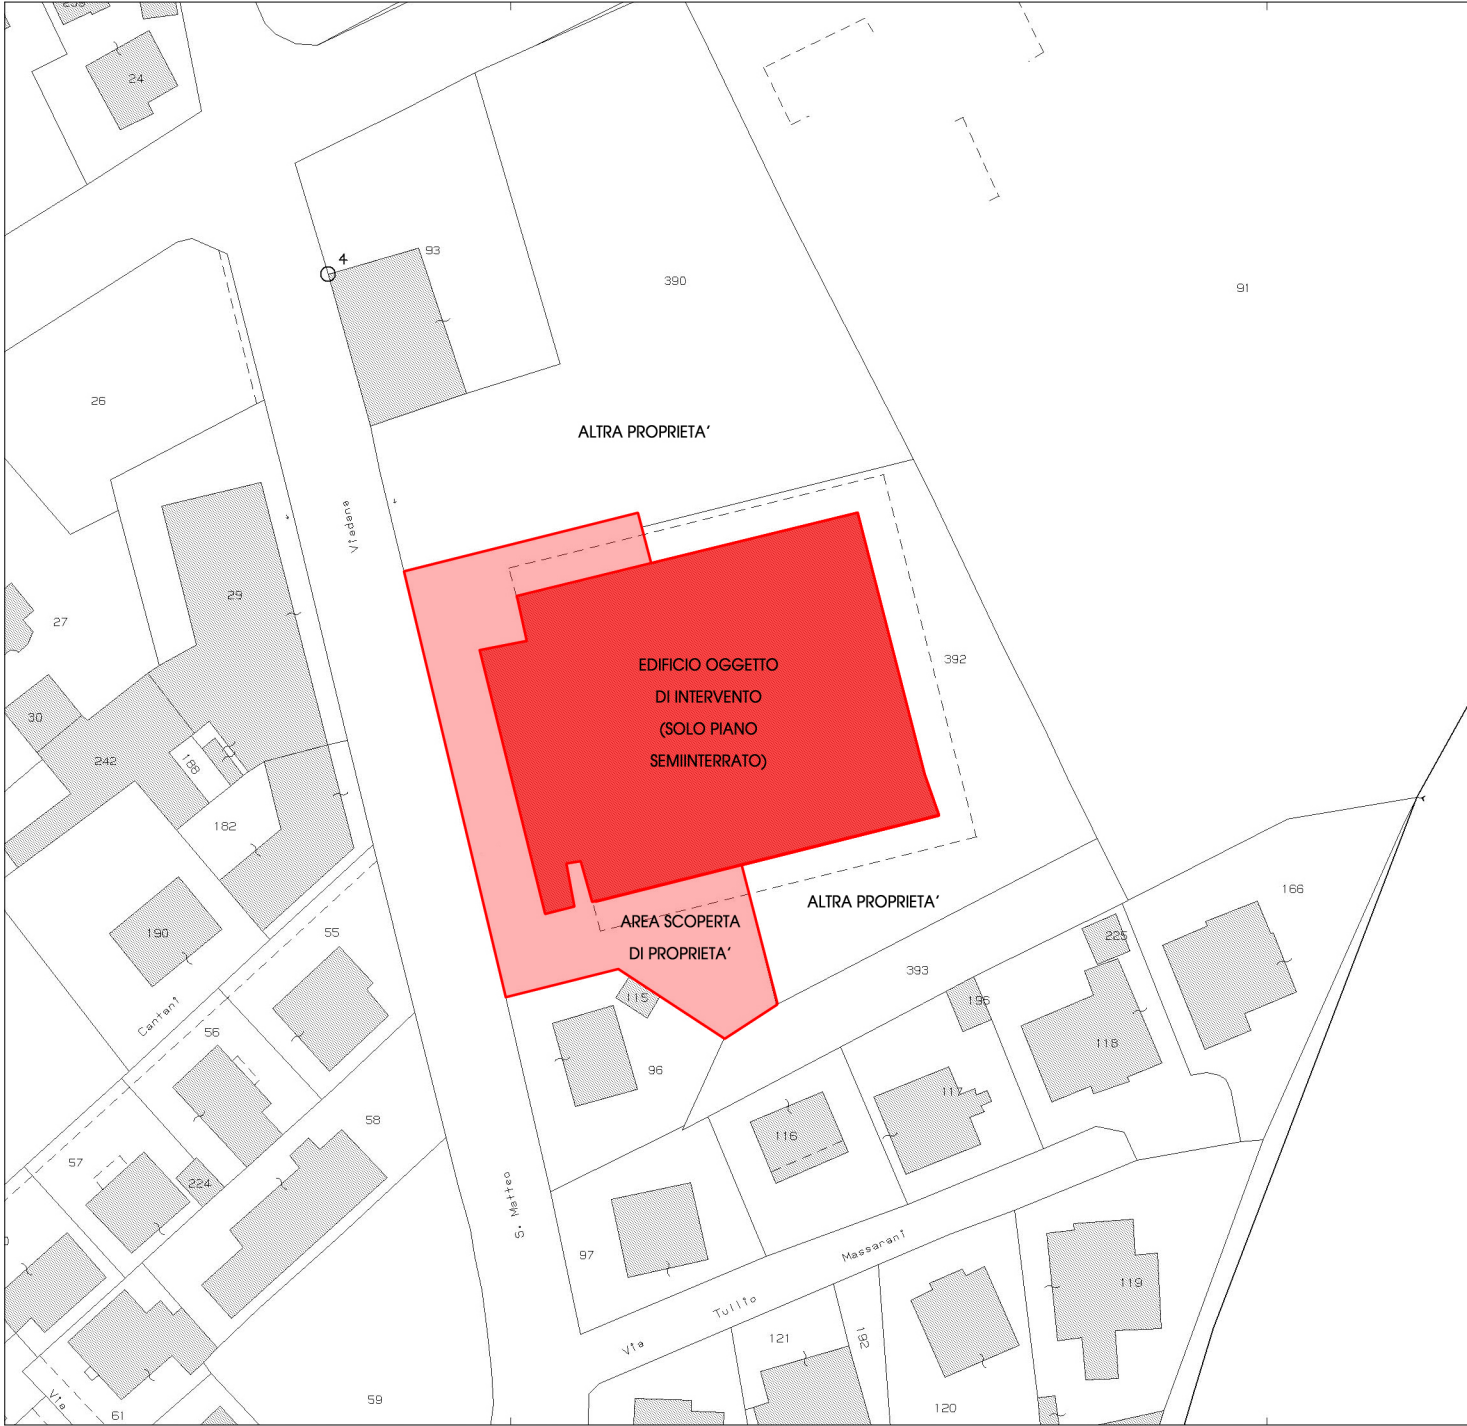 24
4
93
390
91
26
ALTRA PROPRIETA'
Viadana
29
27
EDIFICIO OGGETTO
DI INTERVENTO
(SOLO PIANO
SEMIINTERRATO)
392
30
242
188
182
166
ALTRA PROPRIETA'
190
55
AREA SCOPERTA
DI PROPRIETA'
225
393
115
196
Cantani
56
118
96
117
58
116
57
224
S. Matteo
97
Massarani
119
Tullio
Via
121
192
59
120
Via
61